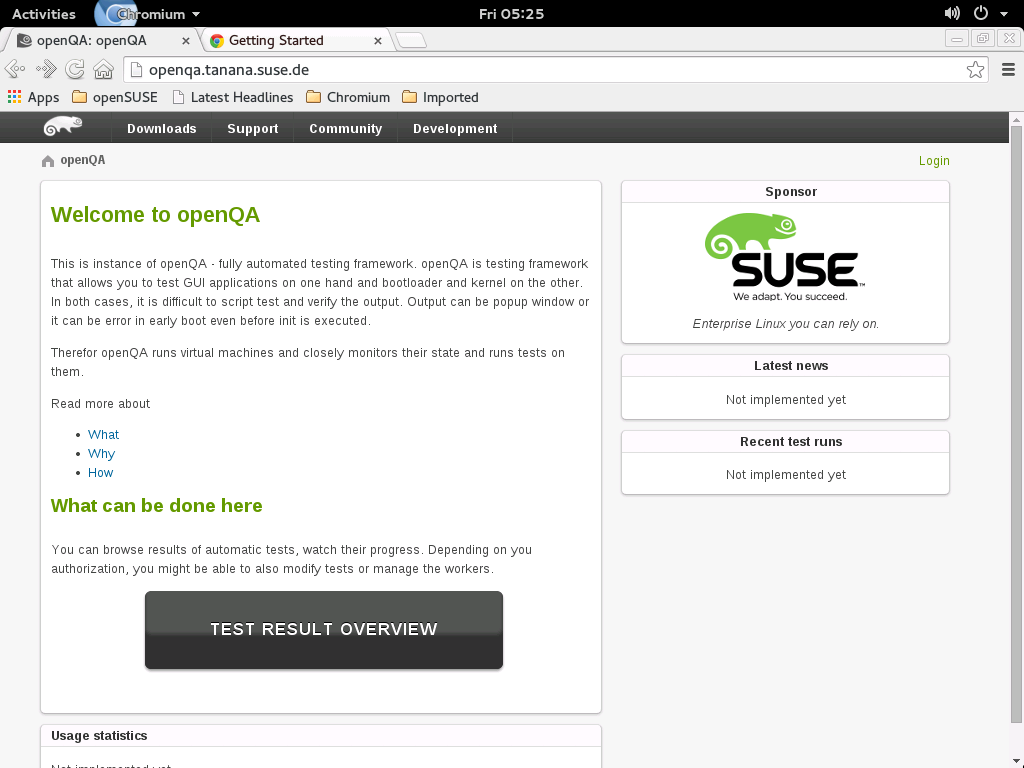 Activities Chromium Fri 05:25
openQA: openQA Getting Started
openqa.tanana.suse.de
Apps openSUSE Latest Headlines Chromium Imported
Downloads Support Community Development
openQA Login
Welcome to openQA
This is instance of openQA - fully automated testing framework. openQA is testing framework
that allows you to test GUI applications on one hand and bootloader and kernel on the other.
In both cases, it is difficult to script test and verify the output. Output can be popup window or
it can be error in early boot even before init is executed.
Therefor openQA runs virtual machines and closely monitors their state and runs tests on
them.
Read more about
What
Why
How
What can be done here
You can browse results of automatic tests, watch their progress. Depending on you
authorization, you might be able to also modify tests or manage the workers.
TEST RESULT OVERVIEW
Usage statistics
Not implemented yet
Sponsor
SUSE
We adapt. You succeed.
Enterprise Linux you can rely on.
Latest news
Not implemented yet
Recent test runs
Not implemented yet